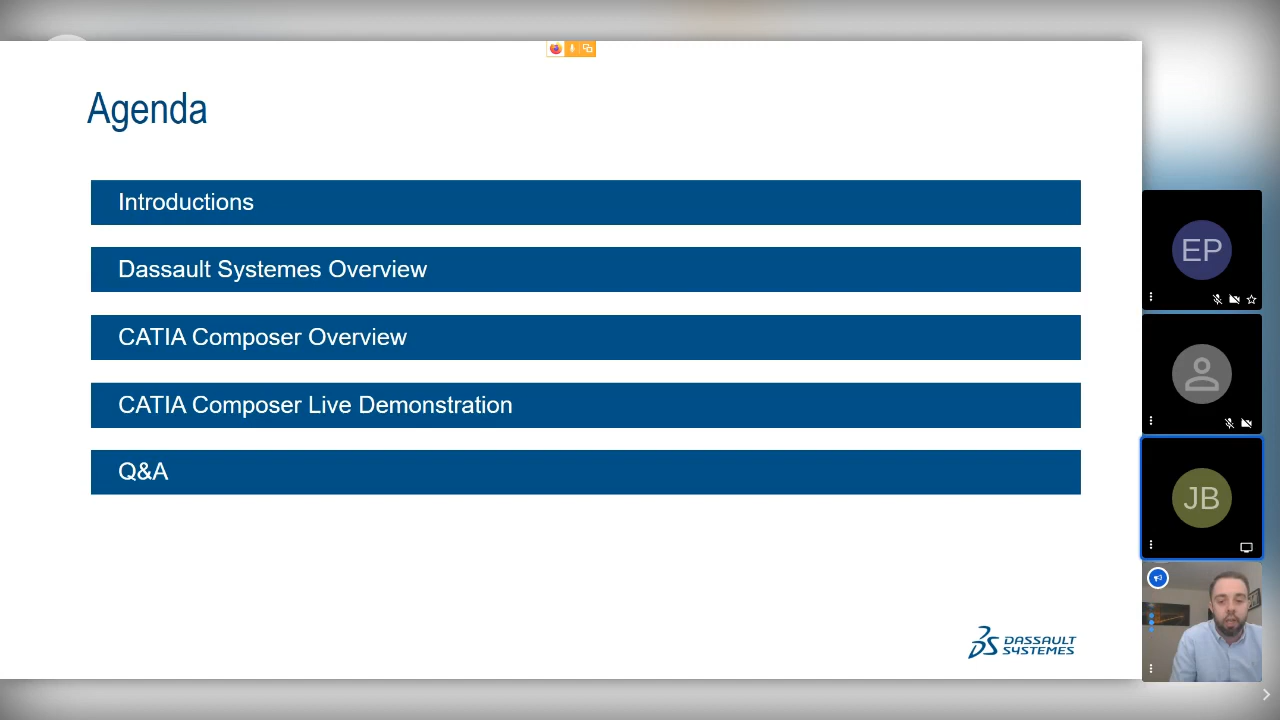 Agenda
Introductions
Dassault Systemes Overview
CATIA Composer Overview
CATIA Composer Live Demonstration
Q&A
DASSAULT
SYSTEMES
EP
JB